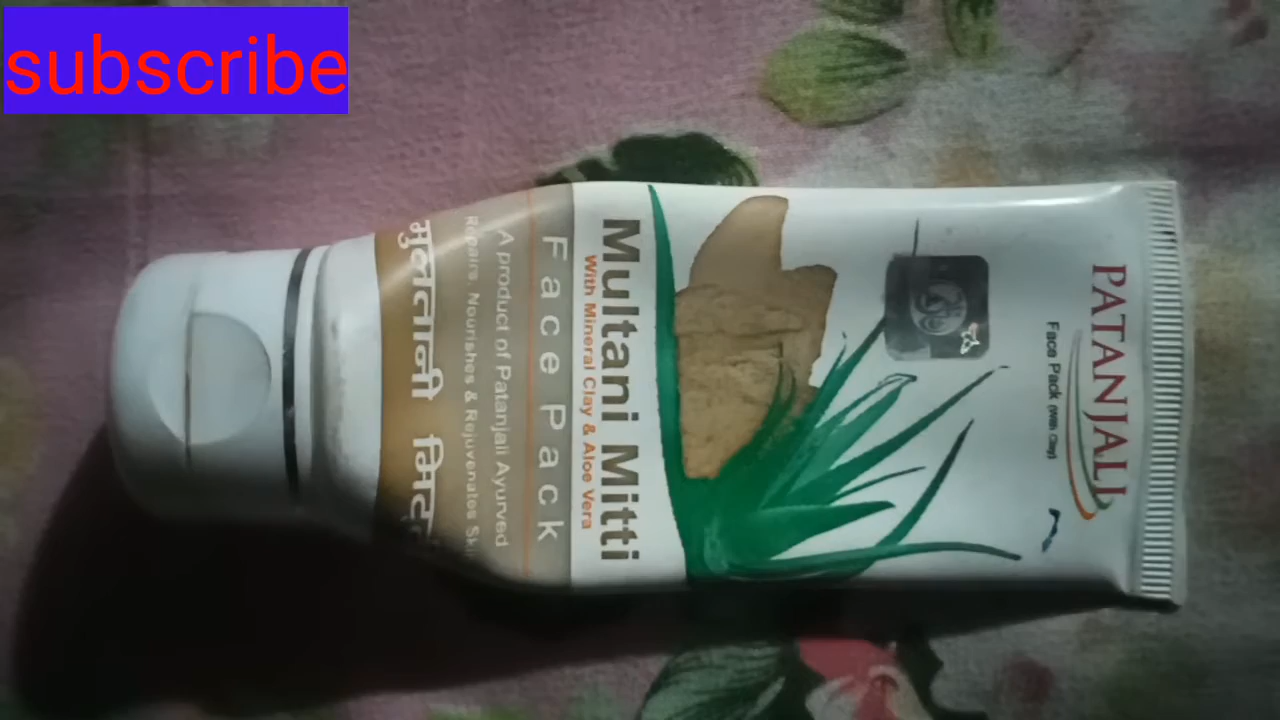 subscribe
PATANJALI
Face Pack (With Clay)
Multani Mitti
With Mineral Clay & Aloe Vera
Face Pack
A product of Patanjali Ayurved
Repairs, Nourishes & Rejuvenates
मुलतानी